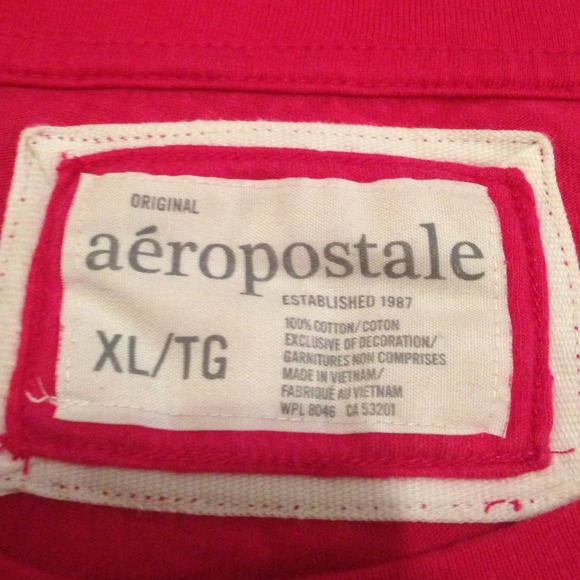 ORIGINAL
aéropostale
ESTABLISHED 1987
XL/TG
100% COTTON/COTON
EXCLUSIVE OF DECORATION/
GARNITURES NON COMPRISES
MADE IN VIETNAM/
FABRIQUÉ AU VIETNAM
WPL 8046 CA 53201